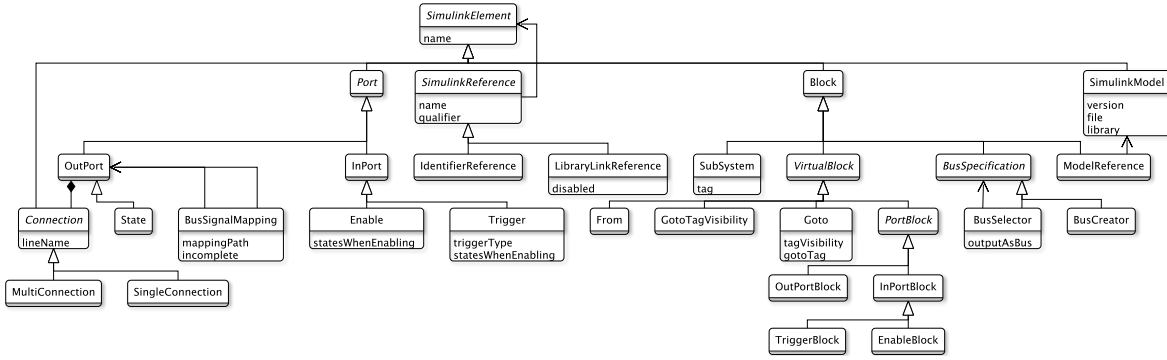 SimulinkElement
name
Port
SimulinkReference
name
qualifier
Block
SimulinkModel
version
file
library
OutPort
InPort
IdentifierReference
LibraryLinkReference
disabled
SubSystem
tag
VirtualBlock
BusSpecification
ModelReference
Connection
lineName
State
BusSignalMapping
mappingPath
incomplete
Enable
statesWhenEnabling
Trigger
triggerType
statesWhenEnabling
From
GotoTagVisibility
Goto
tagVisibility
gotoTag
PortBlock
BusSelector
outputAsBus
BusCreator
MultiConnection
SingleConnection
OutPortBlock
InPortBlock
TriggerBlock
EnableBlock